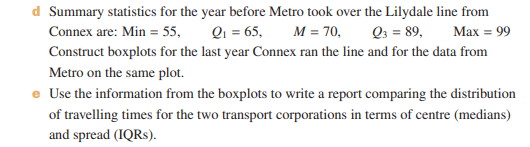 d Summary statistics for the year before Metro took over the Lilydale line from
Connex are: Min = 55, Q₁ = 65, M = 70, Q₃ = 89, Max = 99
Construct boxplots for the last year Connex ran the line and for the data from
Metro on the same plot.
e Use the information from the boxplots to write a report comparing the distribution
of travelling times for the two transport corporations in terms of centre (medians)
and spread (IQRs).